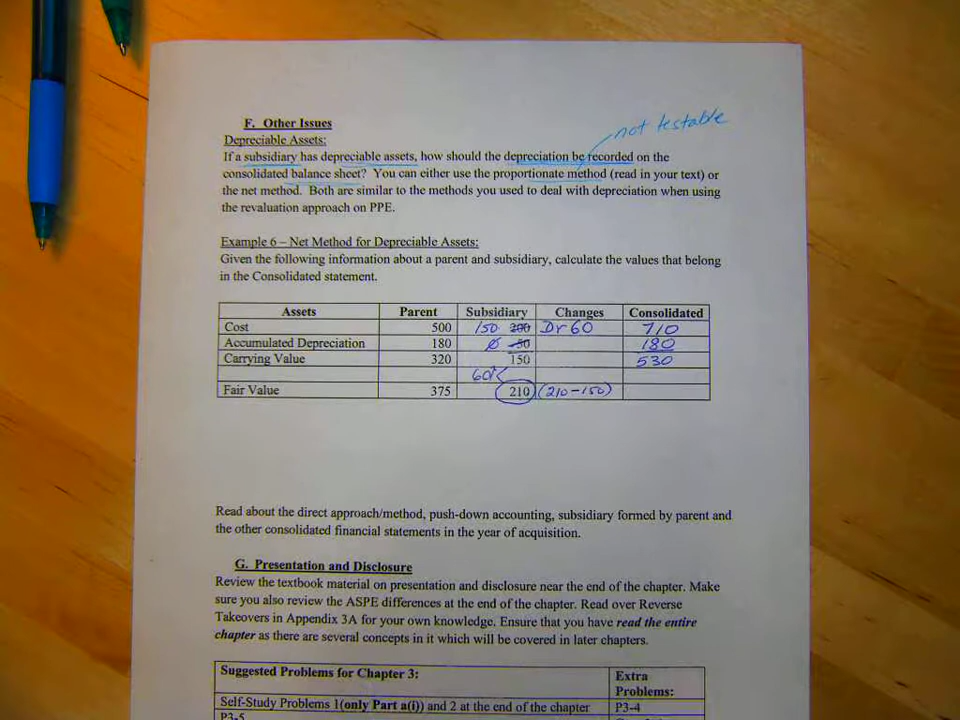 F. Other Issues
not testable
Depreciable Assets:
If a subsidiary has depreciable assets, how should the depreciation be recorded on the
consolidated balance sheet? You can either use the proportionate method (read in your text) or
the net method. Both are similar to the methods you used to deal with depreciation when using
the revaluation approach on PPE.
Example 6 – Net Method for Depreciable Assets:
Given the following information about a parent and subsidiary, calculate the values that belong
in the Consolidated statement.
Assets Parent Subsidiary Changes Consolidated
Cost 500 150 200 Dr 60 710
Accumulated Depreciation 180 Ø 50 180
Carrying Value 320 150 530
60
Fair Value 375 210 (210-150)
Read about the direct approach/method, push-down accounting, subsidiary formed by parent and
the other consolidated financial statements in the year of acquisition.
G. Presentation and Disclosure
Review the textbook material on presentation and disclosure near the end of the chapter. Make
sure you also review the ASPE differences at the end of the chapter. Read over Reverse
Takeovers in Appendix 3A for your own knowledge. Ensure that you have read the entire
chapter as there are several concepts in it which will be covered in later chapters.
Suggested Problems for Chapter 3: Extra
Problems:
Self-Study Problems 1(only Part a(i)) and 2 at the end of the chapter P3-4
P3-5